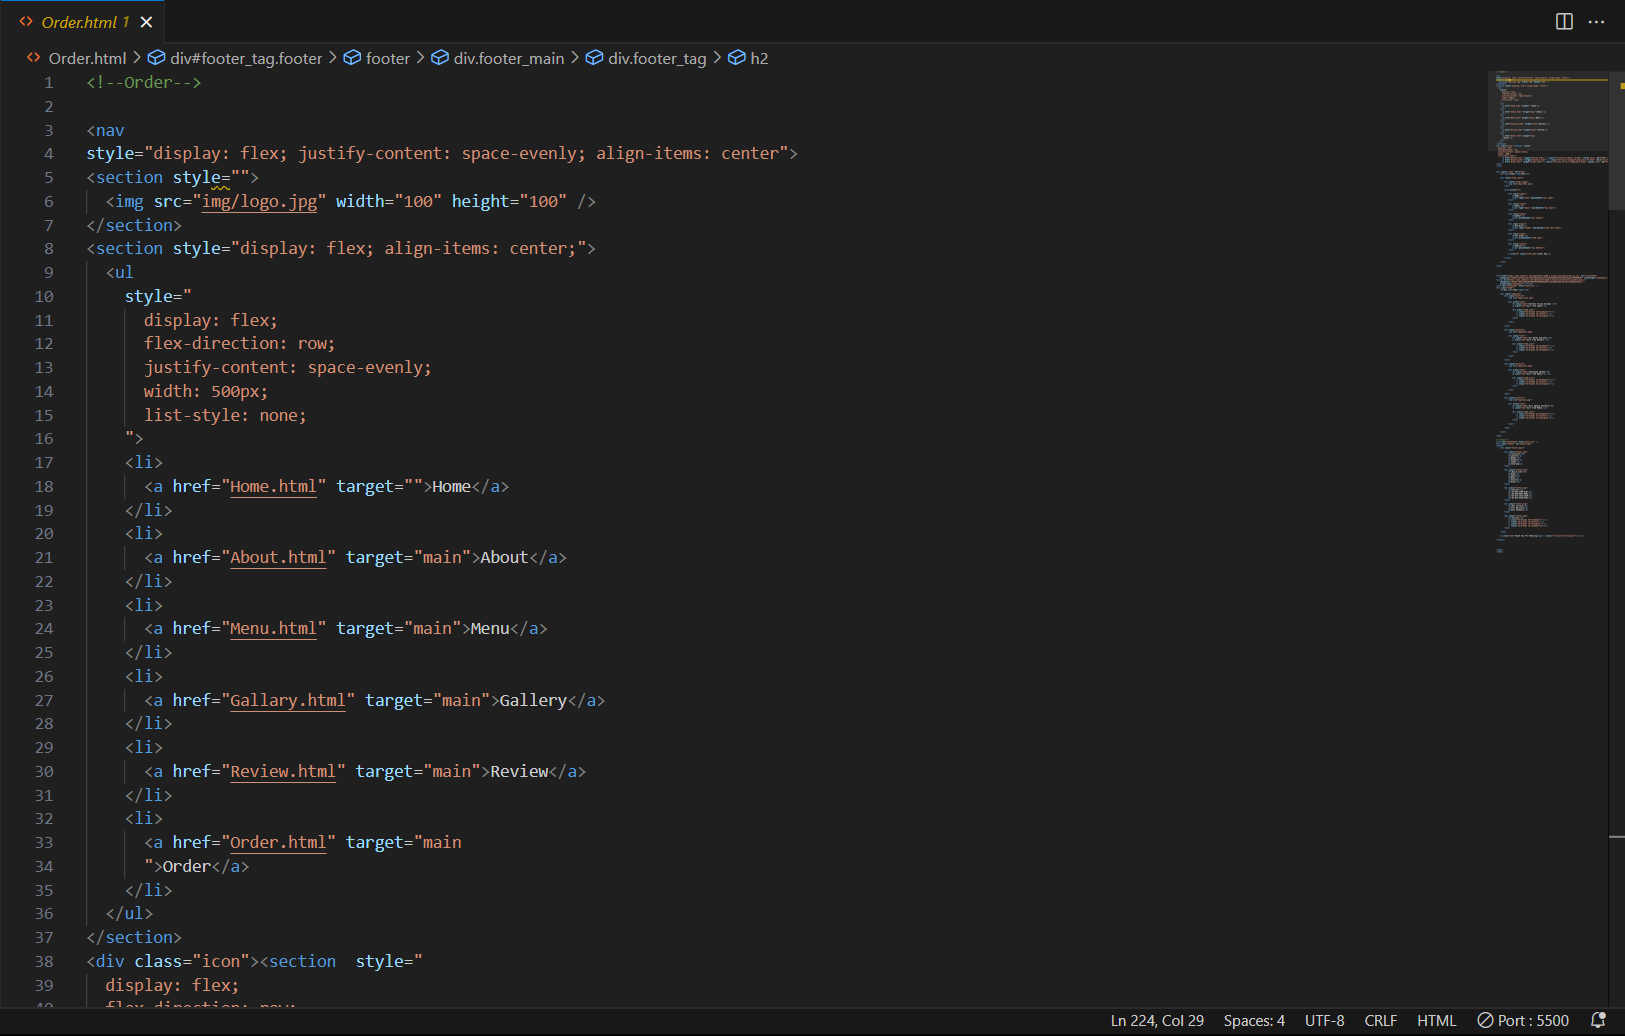 Order.html 1
Order.html > div#footer_tag.footer > footer > div.footer_main > div.footer_tag > h2
1 <!--Order-->
2
3 <nav
4 style="display: flex; justify-content: space-evenly; align-items: center">
5 <section style="">
6   <img src="img/logo.jpg" width="100" height="100" />
7 </section>
8 <section style="display: flex; align-items: center;">
9   <ul
10     style="
11       display: flex;
12       flex-direction: row;
13       justify-content: space-evenly;
14       width: 500px;
15       list-style: none;
16     ">
17     <li>
18       <a href="Home.html" target="">Home</a>
19     </li>
20     <li>
21       <a href="About.html" target="main">About</a>
22     </li>
23     <li>
24       <a href="Menu.html" target="main">Menu</a>
25     </li>
26     <li>
27       <a href="Gallary.html" target="main">Gallery</a>
28     </li>
29     <li>
30       <a href="Review.html" target="main">Review</a>
31     </li>
32     <li>
33       <a href="Order.html" target="main
34       ">Order</a>
35     </li>
36   </ul>
37 </section>
38 <div class="icon"><section  style="
39   display: flex;
40   flex-direction: row;
Ln 224, Col 29 Spaces: 4 UTF-8 CRLF HTML Port : 5500